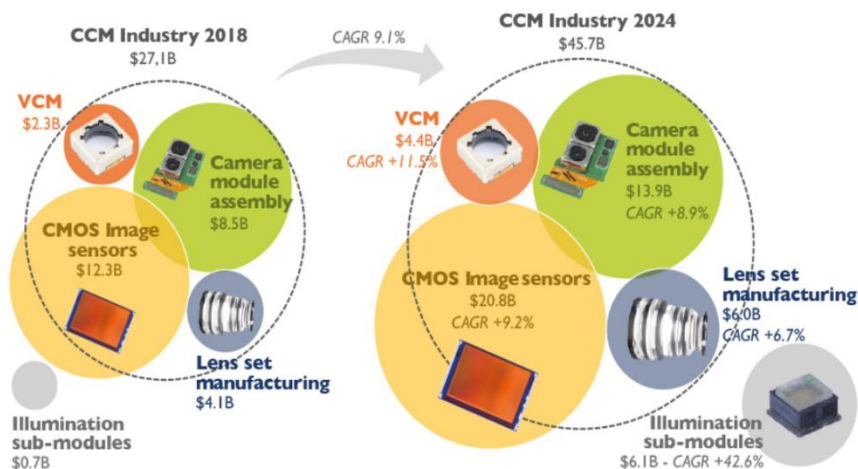 CCM Industry 2018
$27,1B
CAGR 9.1%
CCM Industry 2024
$45.7B
VCM
$2.3B
Camera
module
assembly
$8.5B
CMOS Image
sensors
$12.3B
Lens set
manufacturing
$4.1B
Illumination
sub-modules
$0.7B
VCM
$4.4B
CAGR +11.5%
Camera module
assembly
$13.9B
CAGR +8.9%
CMOS Image sensors
$20.8B
CAGR +9.2%
Lens set
manufacturing
$6.0B
CAGR +6.7%
Illumination
sub-modules
$6.1B - CAGR +42.6%